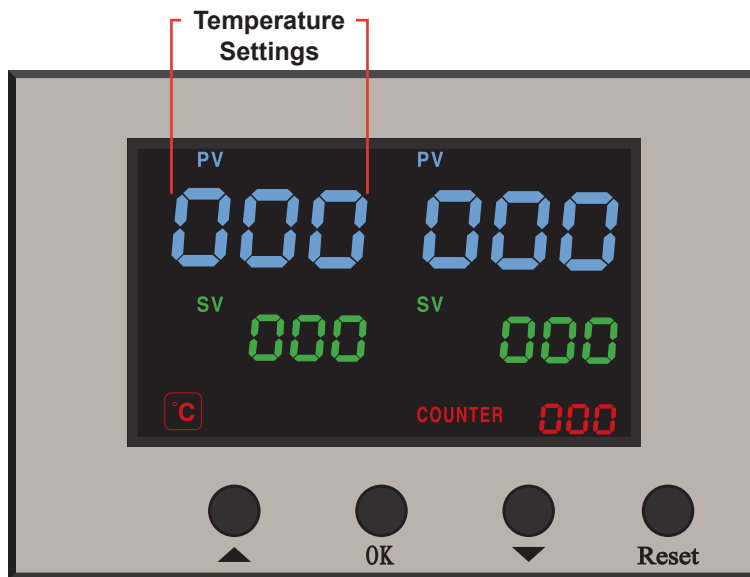 Temperature
Settings
PV PV
000 000
SV SV
000 000
°C COUNTER 000
OK Reset